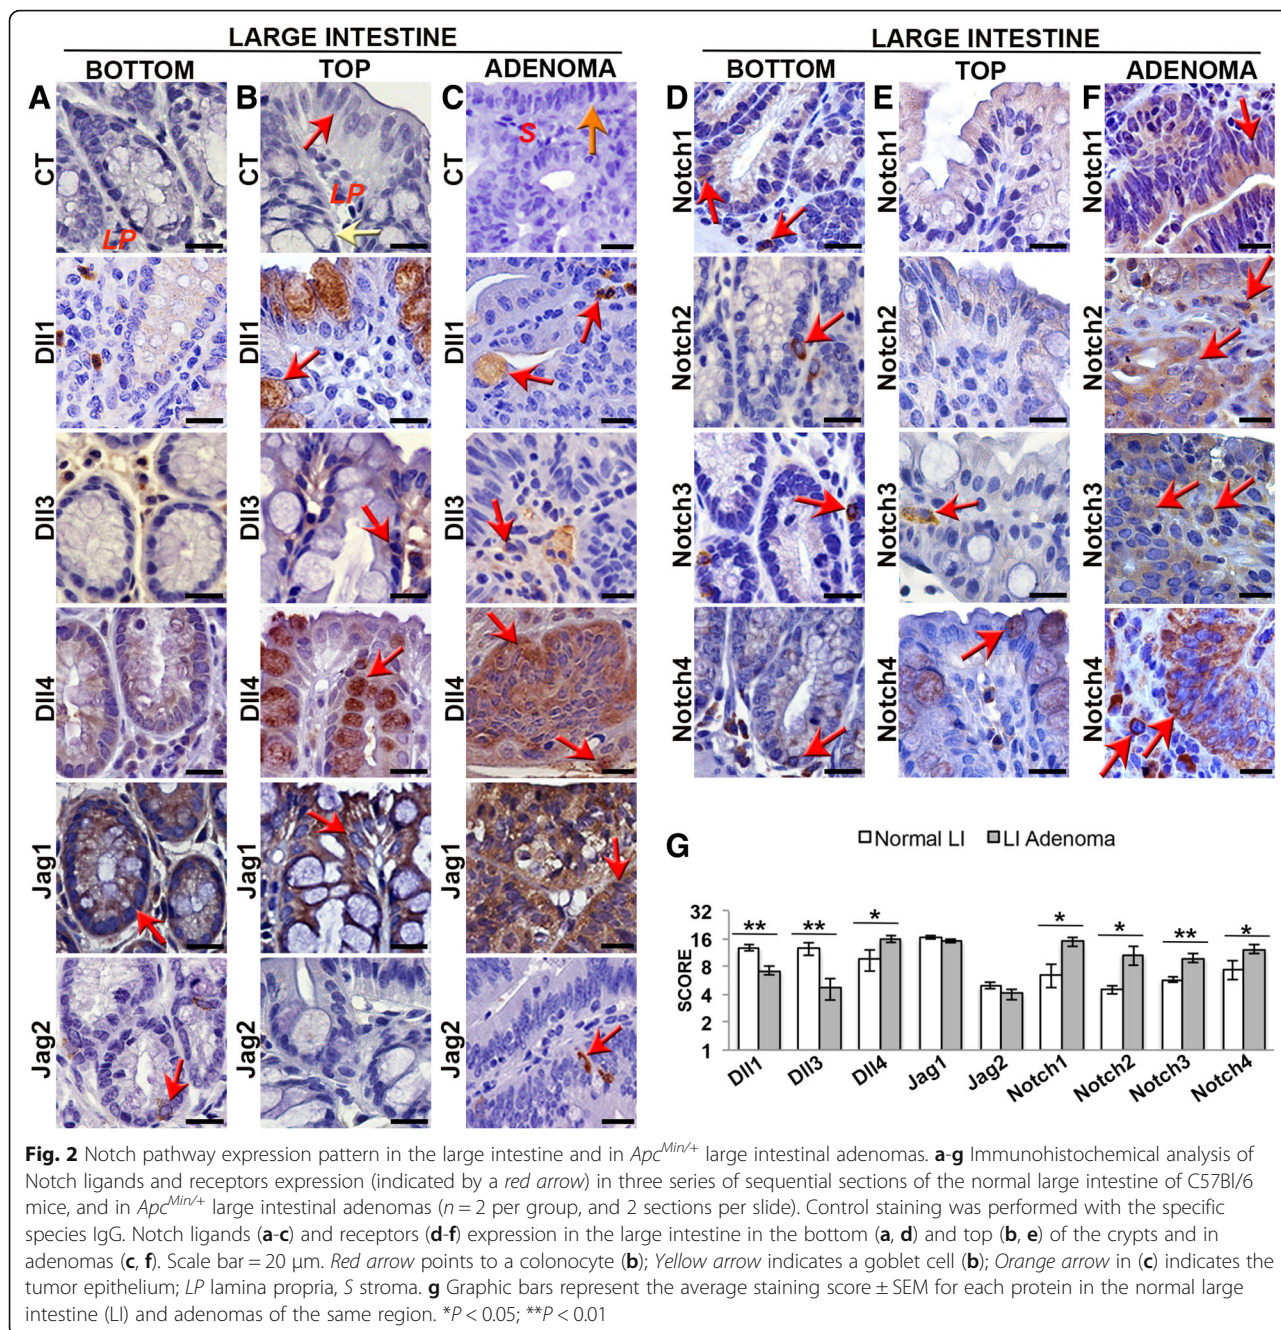 LARGE INTESTINE
BOTTOM TOP ADENOMA
A B C
CT CT CT
LP LP S
Dll1 Dll1 Dll1
Dll3 Dll3 Dll3
Dll4 Dll4 Dll4
Jag1 Jag1 Jag1
Jag2 Jag2 Jag2
LARGE INTESTINE
BOTTOM TOP ADENOMA
D E F
Notch1 Notch1 Notch1
Notch2 Notch2 Notch2
Notch3 Notch3 Notch3
Notch4 Notch4 Notch4
G
Normal LI LI Adenoma
SCORE
32
16
8
4
2
1
** ** * * * ** *
Dll1 Dll3 Dll4 Jag1 Jag2 Notch1 Notch2 Notch3 Notch4
Fig. 2 Notch pathway expression pattern in the large intestine and in Apc^Min/+ large intestinal adenomas. a-g Immunohistochemical analysis of
Notch ligands and receptors expression (indicated by a red arrow) in three series of sequential sections of the normal large intestine of C57Bl/6
mice, and in Apc^Min/+ large intestinal adenomas (n = 2 per group, and 2 sections per slide). Control staining was performed with the specific
species IgG. Notch ligands (a-c) and receptors (d-f) expression in the large intestine in the bottom (a, d) and top (b, e) of the crypts and in
adenomas (c, f). Scale bar = 20 μm. Red arrow points to a colonocyte (b); Yellow arrow indicates a goblet cell (b); Orange arrow in (c) indicates the
tumor epithelium; LP lamina propria, S stroma. g Graphic bars represent the average staining score ± SEM for each protein in the normal large
intestine (LI) and adenomas of the same region. *P < 0.05; **P < 0.01